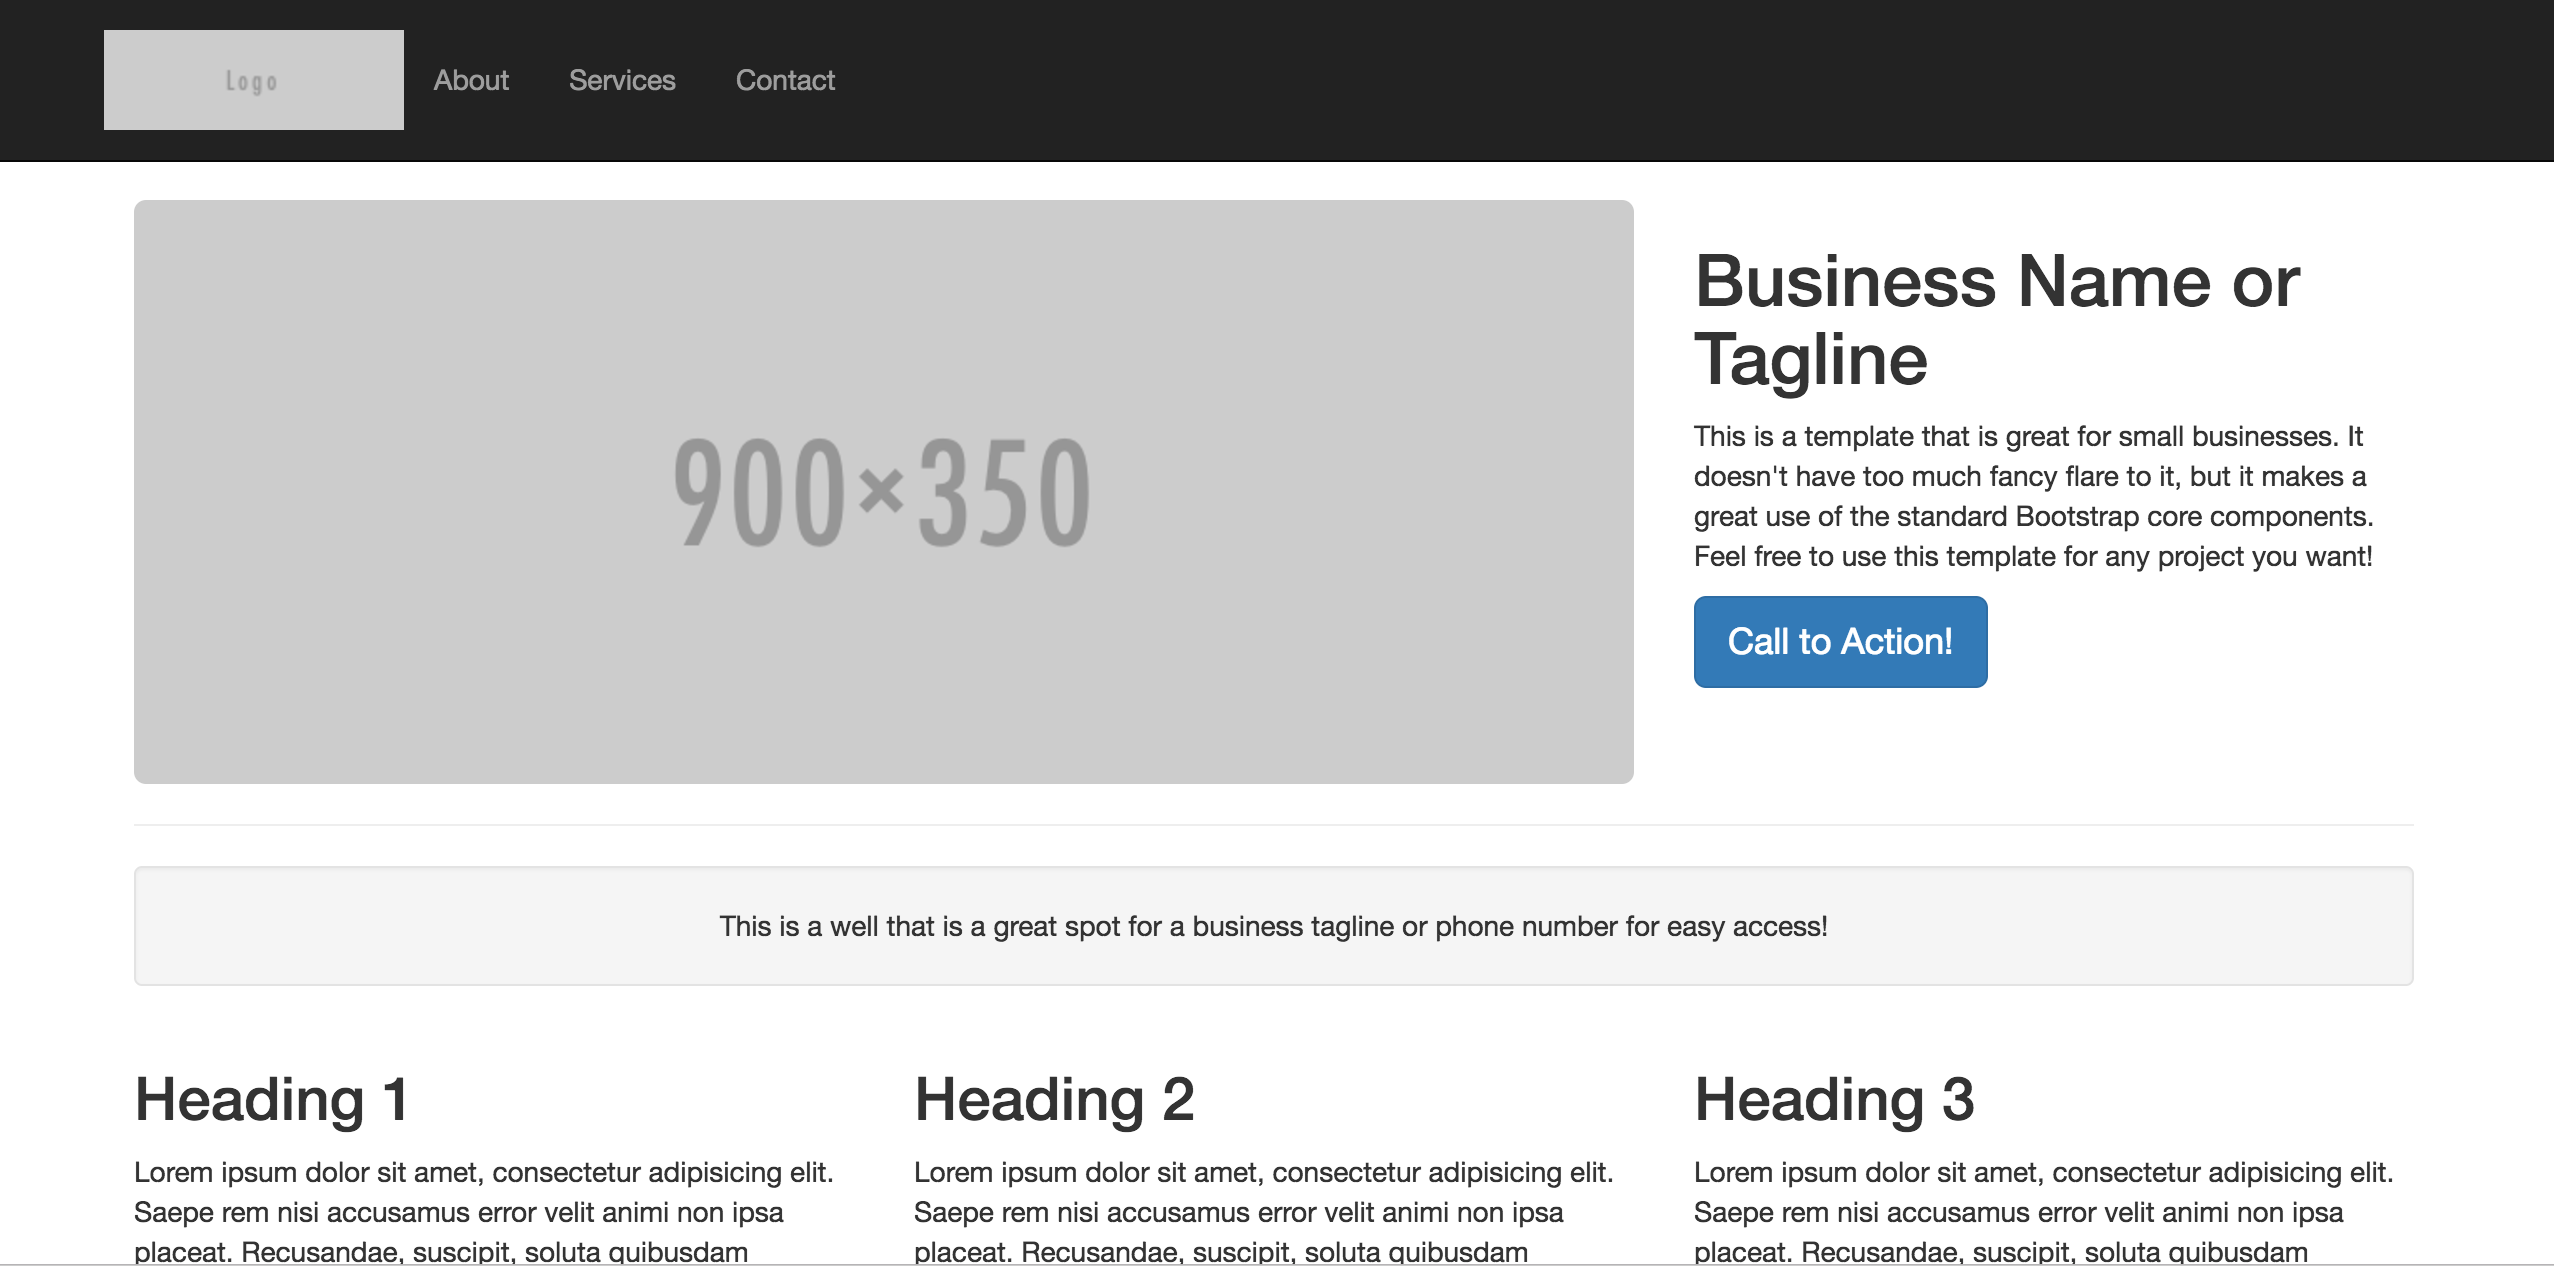 Logo
About
Services
Contact
900×350
Business Name or
Tagline
This is a template that is great for small businesses. It
doesn't have too much fancy flare to it, but it makes a
great use of the standard Bootstrap core components.
Feel free to use this template for any project you want!
Call to Action!
This is a well that is a great spot for a business tagline or phone number for easy access!
Heading 1
Lorem ipsum dolor sit amet, consectetur adipisicing elit.
Saepe rem nisi accusamus error velit animi non ipsa
placeat. Recusandae, suscipit, soluta quibusdam
Heading 2
Lorem ipsum dolor sit amet, consectetur adipisicing elit.
Saepe rem nisi accusamus error velit animi non ipsa
placeat. Recusandae, suscipit, soluta quibusdam
Heading 3
Lorem ipsum dolor sit amet, consectetur adipisicing elit.
Saepe rem nisi accusamus error velit animi non ipsa
placeat. Recusandae, suscipit, soluta quibusdam